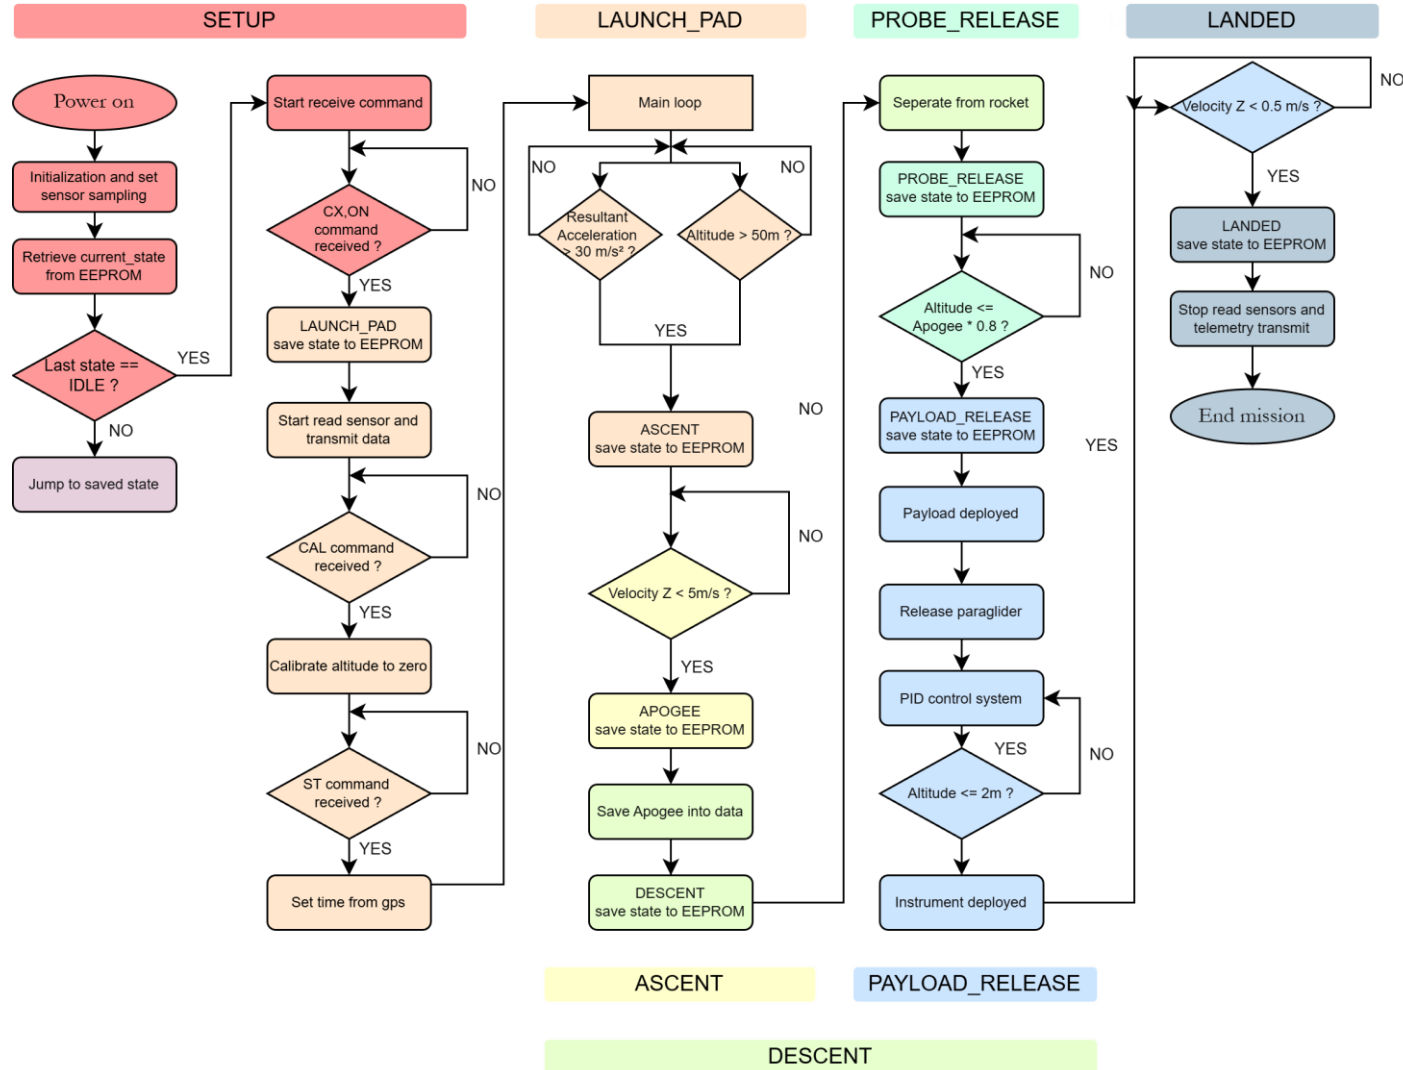 SETUP
LAUNCH_PAD
PROBE_RELEASE
LANDED
Power on
Initialization and set
sensor sampling
Retrieve current_state
from EEPROM
Last state ==
IDLE ?
YES
NO
Jump to saved state
Start receive command
CX,ON
command
received ?
NO
YES
LAUNCH_PAD
save state to EEPROM
Start read sensor and
transmit data
CAL command
received ?
NO
YES
Calibrate altitude to zero
ST command
received ?
NO
YES
Set time from gps
Main loop
NO
NO
Resultant
Acceleration
> 30 m/s² ?
Altitude > 50m ?
YES
NO
ASCENT
save state to EEPROM
NO
Velocity Z < 5m/s ?
YES
APOGEE
save state to EEPROM
Save Apogee into data
DESCENT
save state to EEPROM
Seperate from rocket
PROBE_RELEASE
save state to EEPROM
NO
Altitude <=
Apogee * 0.8 ?
YES
PAYLOAD_RELEASE
save state to EEPROM
Payload deployed
Release paraglider
PID control system
YES
NO
Altitude <= 2m ?
Instrument deployed
YES
Velocity Z < 0.5 m/s ?
NO
YES
LANDED
save state to EEPROM
Stop read sensors and
telemetry transmit
End mission
ASCENT
PAYLOAD_RELEASE
DESCENT